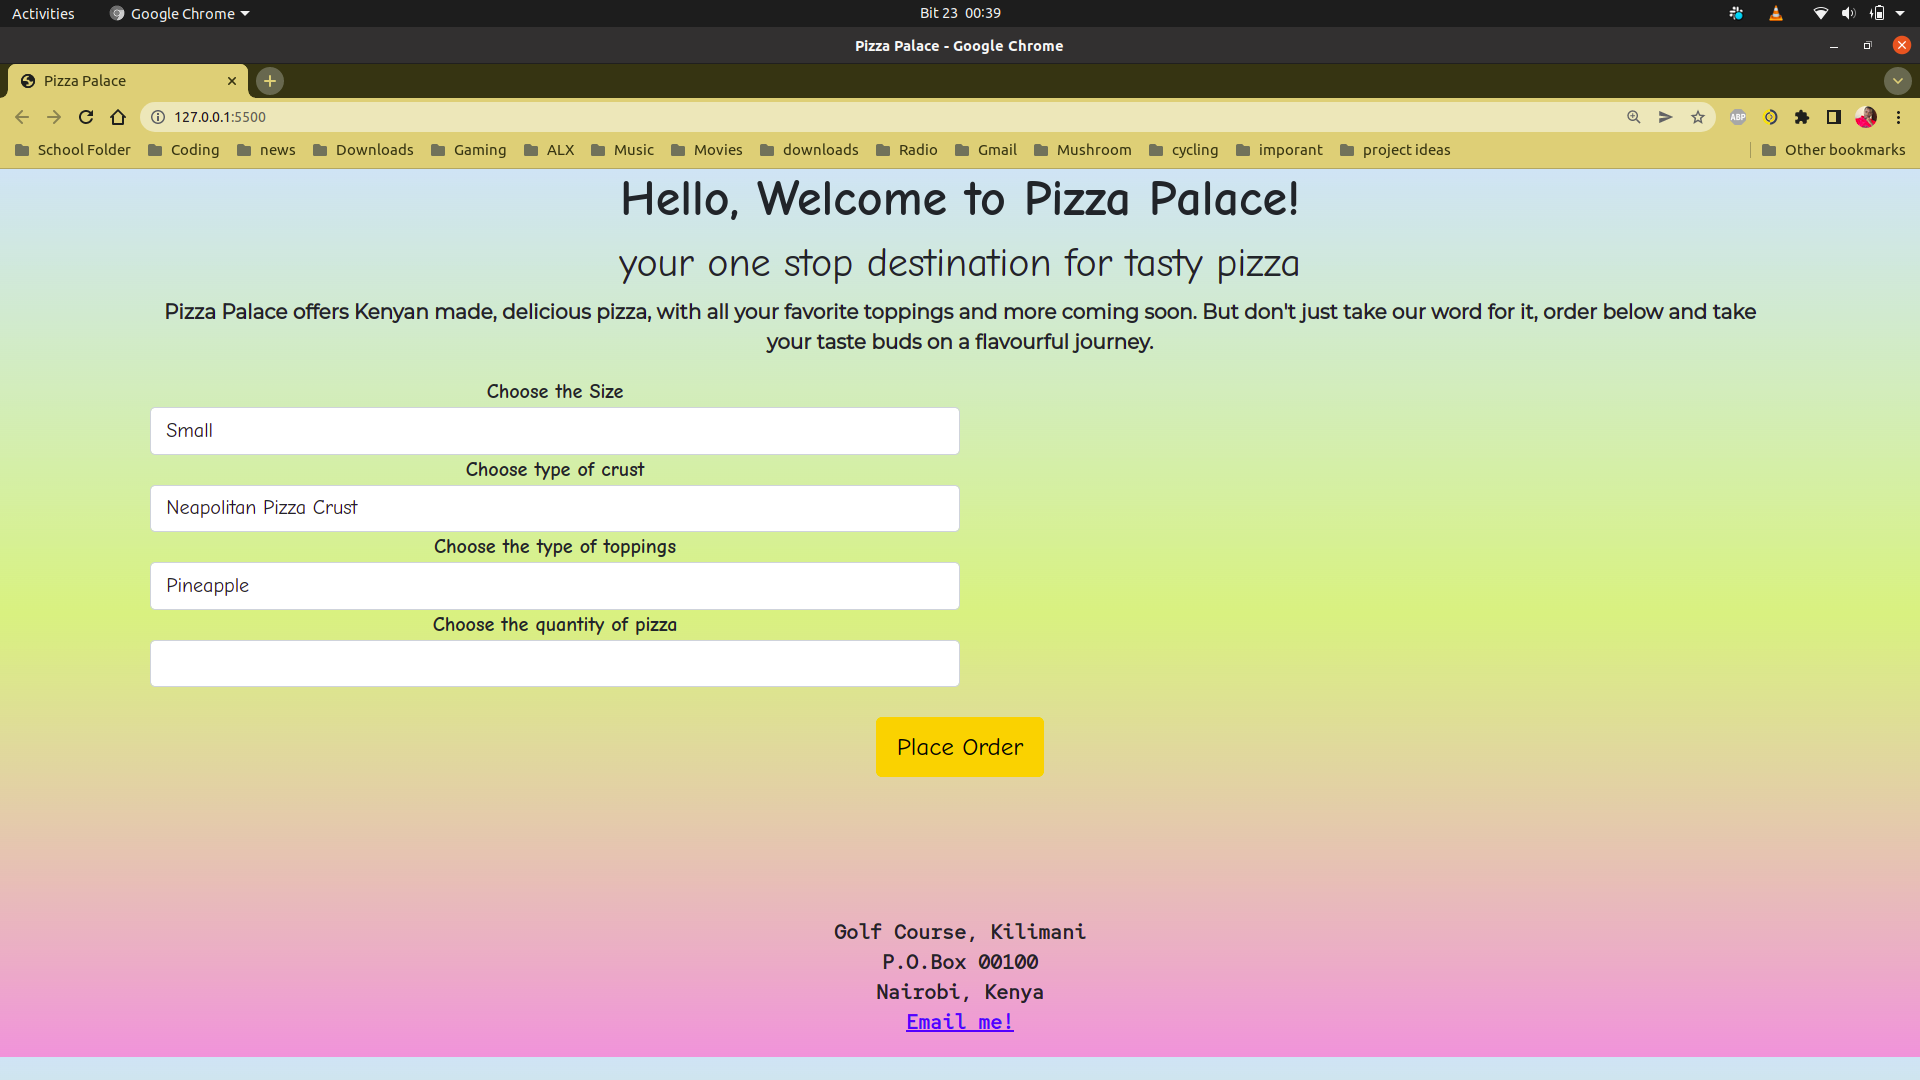 Activities
Google Chrome
Bit 23 00:39
Pizza Palace - Google Chrome
Pizza Palace
127.0.0.1:5500
ABP
School Folder
Coding
news
Downloads
Gaming
ALX
Music
Movies
downloads
Radio
Gmail
Mushroom
cycling
imporant
project ideas
Other bookmarks
Hello, Welcome to Pizza Palace!
your one stop destination for tasty pizza
Pizza Palace offers Kenyan made, delicious pizza, with all your favorite toppings and more coming soon. But don't just take our word for it, order below and take
your taste buds on a flavourful journey.
Choose the Size
Small
Choose type of crust
Neapolitan Pizza Crust
Choose the type of toppings
Pineapple
Choose the quantity of pizza
Place Order
Golf Course, Kilimani
P.O.Box 00100
Nairobi, Kenya
Email me!